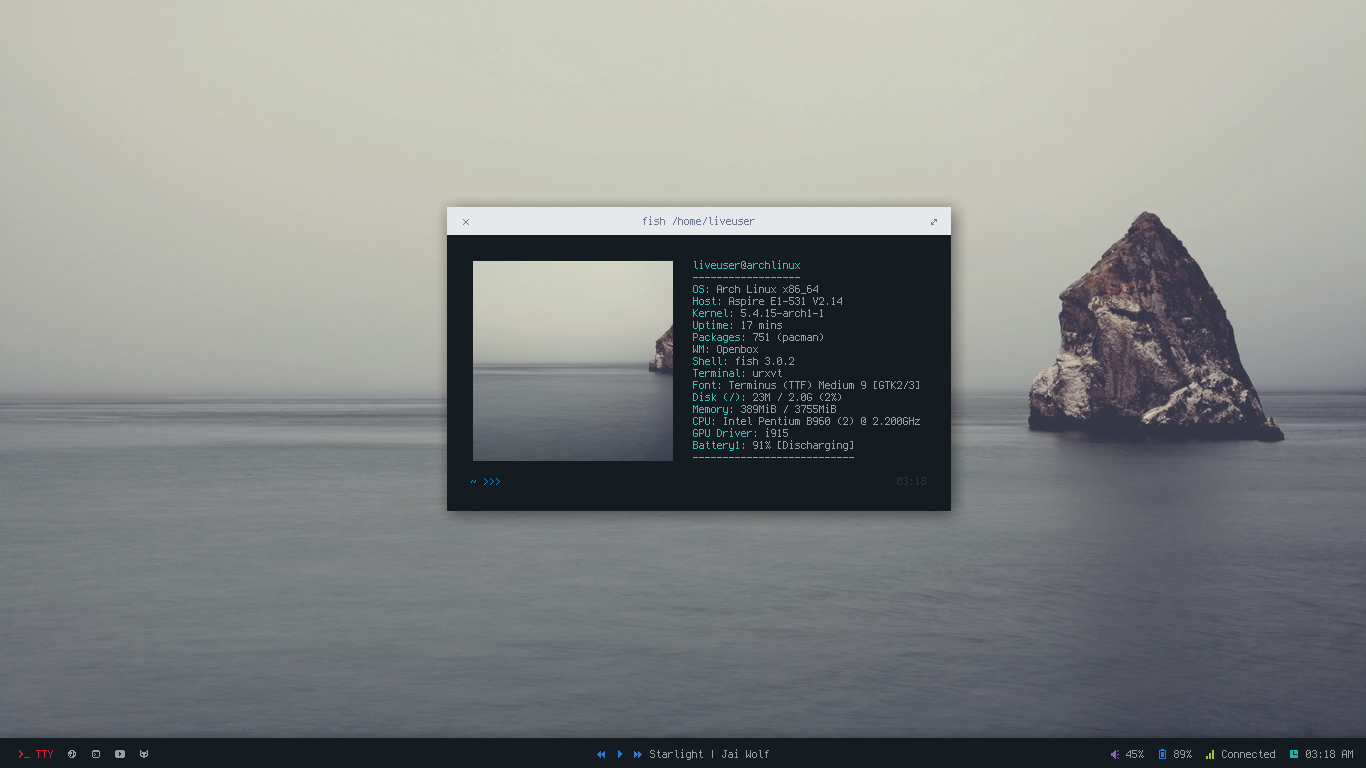 fish /home/liveuser
liveuser@archlinux
------------------
OS: Arch Linux x86_64
Host: Aspire E1-531 V2.14
Kernel: 5.4.15-arch1-1
Uptime: 17 mins
Packages: 751 (pacman)
WM: Openbox
Shell: fish 3.0.2
Terminal: urxvt
Font: Terminus (TTF) Medium 9 [GTK2/3]
Disk (/): 23M / 2.0G (2%)
Memory: 389MiB / 3755MiB
CPU: Intel Pentium B960 (2) @ 2.200GHz
GPU Driver: i915
Battery1: 91% [Discharging]
---------------------------
~ >>> 03:18
>_ TTY Starlight | Jai Wolf 45% 89% Connected 03:18 AM